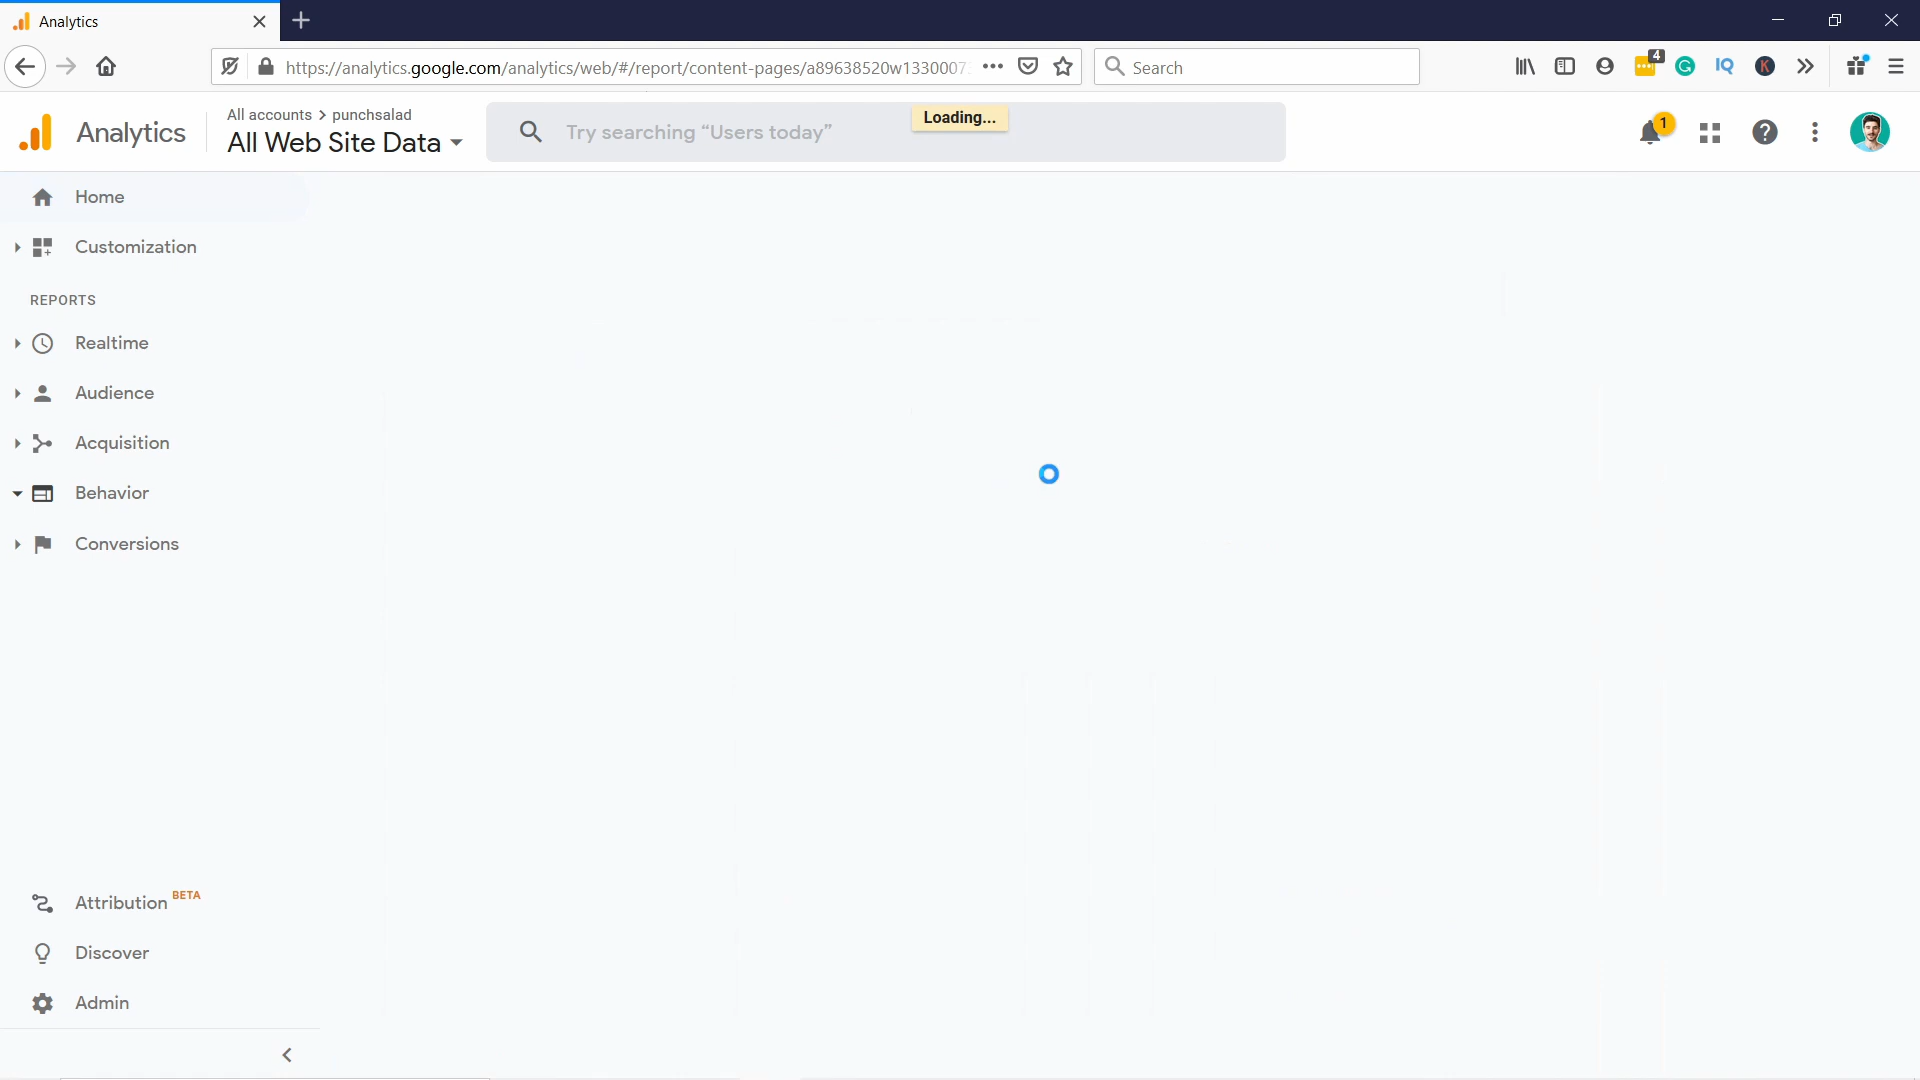 Analytics
https://analytics.google.com/analytics/web/#/report/content-pages/a89638520w1330007
Search
4
Analytics
All accounts > punchsalad
All Web Site Data
Try searching “Users today”
Loading...
1
Home
Customization
REPORTS
Realtime
Audience
Acquisition
Behavior
Conversions
Attribution BETA
Discover
Admin